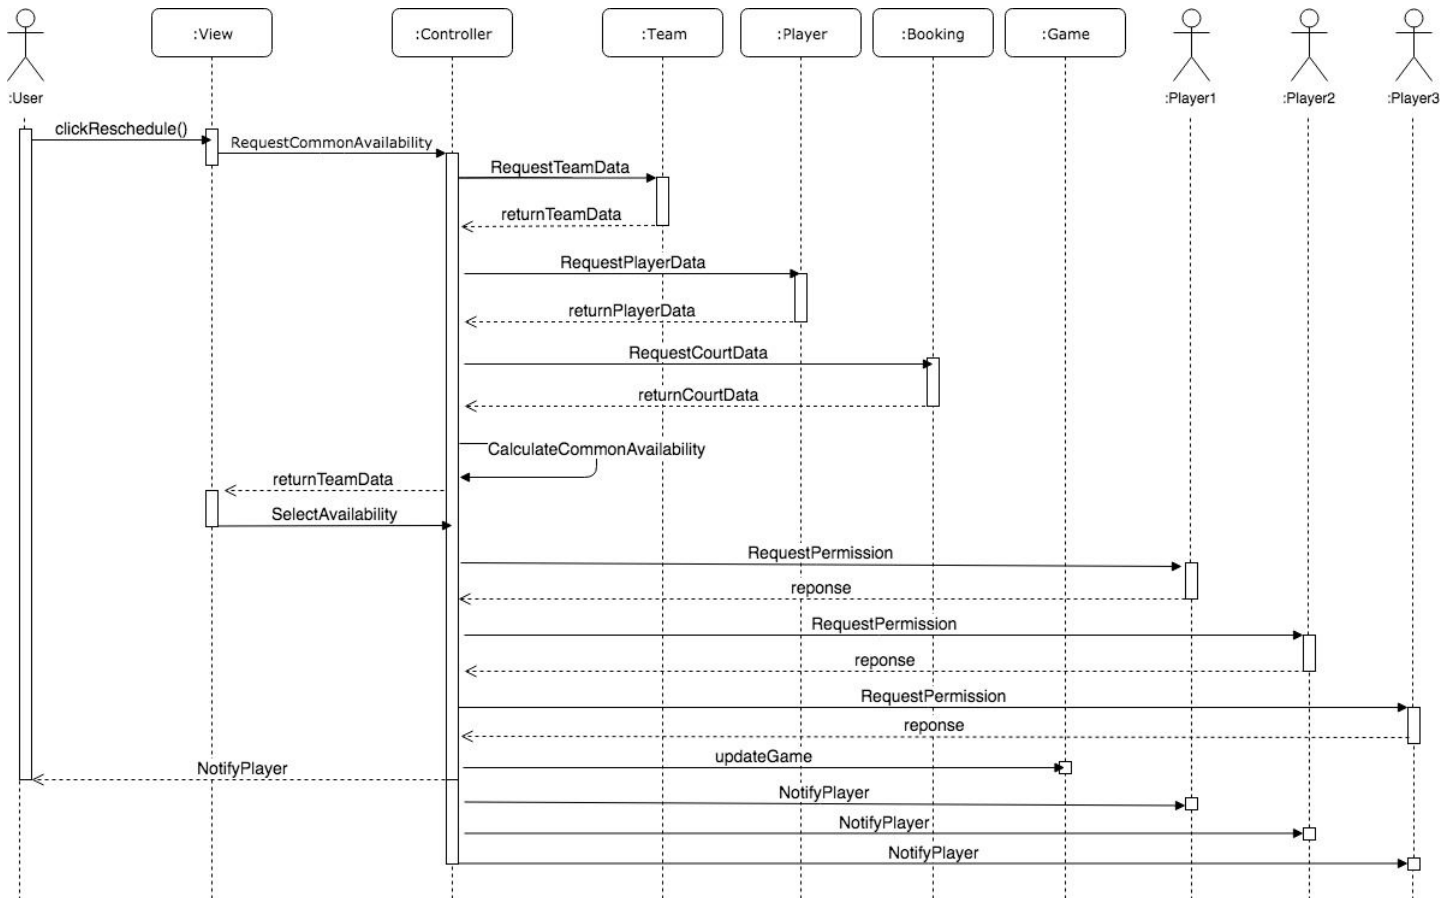 :View
:Controller
:Team
:Player
:Booking
:Game
:User
:Player1
:Player2
:Player3
clickReschedule()
RequestCommonAvailability
RequestTeamData
returnTeamData
RequestPlayerData
returnPlayerData
RequestCourtData
returnCourtData
CalculateCommonAvailability
returnTeamData
SelectAvailability
RequestPermission
reponse
RequestPermission
reponse
RequestPermission
reponse
updateGame
NotifyPlayer
NotifyPlayer
NotifyPlayer
NotifyPlayer